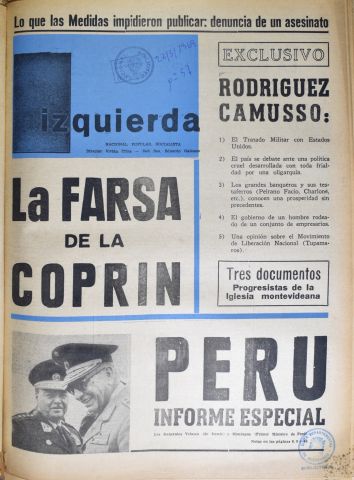 Lo que las Medidas impidieron publicar: denuncia de un asesinato
izquierda
NACIONAL, POPULAR, SOCIALISTA
La FARSA
DE LA
COPRIN
EXCLUSIVO
RODRIGUEZ
CAMUSSO:
1) El Tratado Militar con Estados
Unidos.
2) El país se debate ante una política
cruel desarrollada con toda frial-
dad por una oligarquía.
3) Los grandes banqueros y sus tes-
taferros (Peirano Facio, Charlone,
etc.), conocen una prosperidad sin
precedentes.
4) El gobierno de un hombre rodea-
do de un conjunto de empresarios.
5) Una opinión sobre el Movimiento
de Liberación Nacional (Tupama-
ros).
Tres documentos
Progresistas de la
Iglesia montevideana
PERU
INFORME ESPECIAL